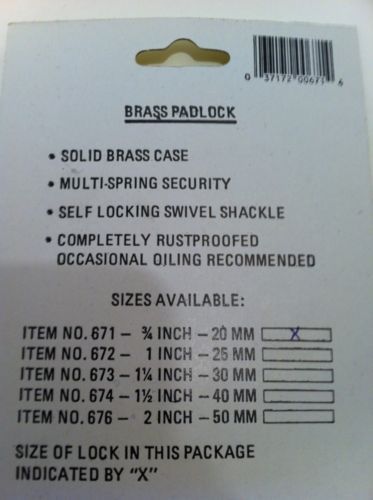 0 37172 00671 6
BRASS PADLOCK
• SOLID BRASS CASE
• MULTI-SPRING SECURITY
• SELF LOCKING SWIVEL SHACKLE
• COMPLETELY RUSTPROOFED
OCCASIONAL OILING RECOMMENDED
SIZES AVAILABLE:
ITEM NO. 671 – ¾ INCH – 20 MM X
ITEM NO. 672 – 1 INCH – 25 MM
ITEM NO. 673 – 1¼ INCH – 30 MM
ITEM NO. 674 – 1½ INCH – 40 MM
ITEM NO. 676 – 2 INCH – 50 MM
SIZE OF LOCK IN THIS PACKAGE
INDICATED BY "X"